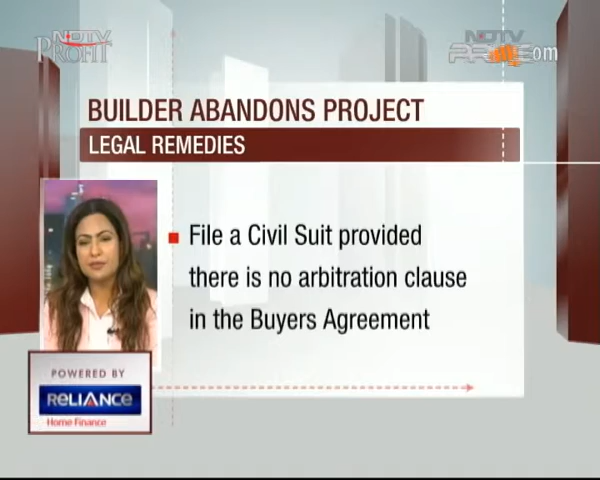 NDTV
PROFIT
NDTV
PRIME
.com
BUILDER ABANDONS PROJECT
LEGAL REMEDIES
File a Civil Suit provided
there is no arbitration clause
in the Buyers Agreement
POWERED BY
RELIANCE
Home Finance